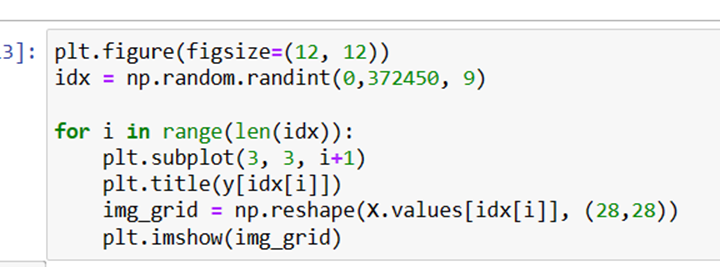 3]: plt.figure(figsize=(12, 12))
idx = np.random.randint(0,372450, 9)
for i in range(len(idx)):
plt.subplot(3, 3, i+1)
plt.title(y[idx[i]])
img_grid = np.reshape(X.values[idx[i]], (28,28))
plt.imshow(img_grid)